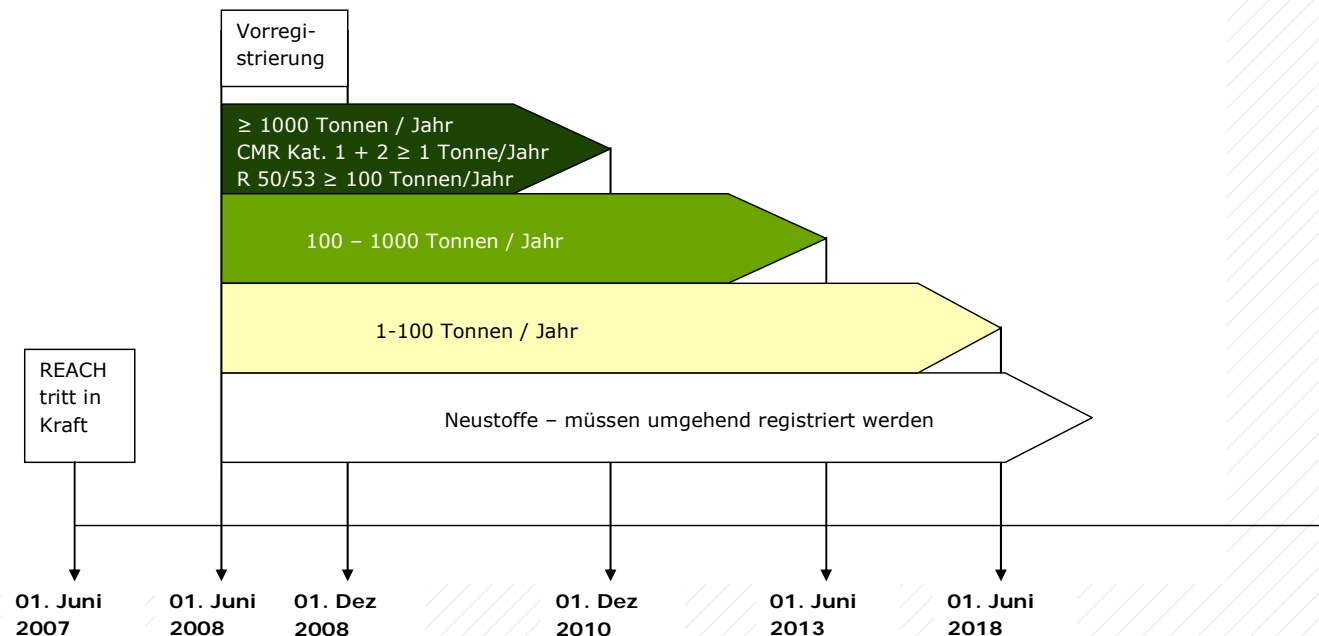 Vorregi-
strierung
≥ 1000 Tonnen / Jahr
CMR Kat. 1 + 2 ≥ 1 Tonne/Jahr
R 50/53 ≥ 100 Tonnen/Jahr
100 – 1000 Tonnen / Jahr
1-100 Tonnen / Jahr
REACH
tritt in
Kraft
Neustoffe – müssen umgehend registriert werden
01. Juni
2007
01. Juni
2008
01. Dez
2008
01. Dez
2010
01. Juni
2013
01. Juni
2018